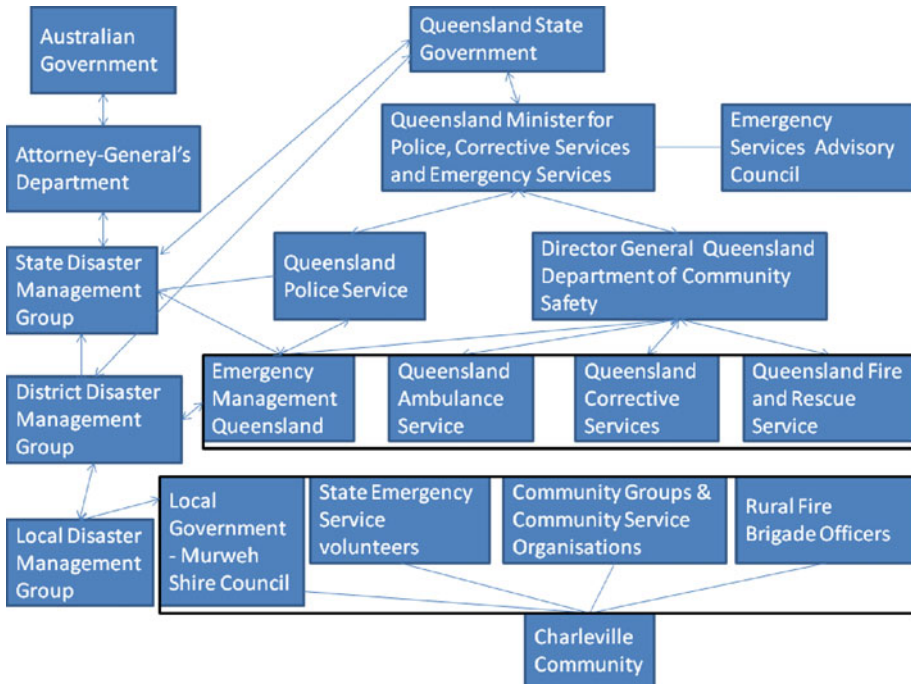 Australian
Government
Queensland State
Government
Attorney-General's
Department
Queensland Minister for
Police, Corrective Services
and Emergency Services
Emergency
Services Advisory
Council
State Disaster
Management
Group
Queensland
Police Service
Director General Queensland
Department of Community
Safety
District Disaster
Management
Group
Emergency
Management
Queensland
Queensland
Ambulance
Service
Queensland
Corrective
Services
Queensland Fire
and Rescue
Service
Local Disaster
Management
Group
Local
Government
- Murweh
Shire Council
State Emergency
Service
volunteers
Community Groups &
Community Service
Organisations
Rural Fire
Brigade Officers
Charleville
Community